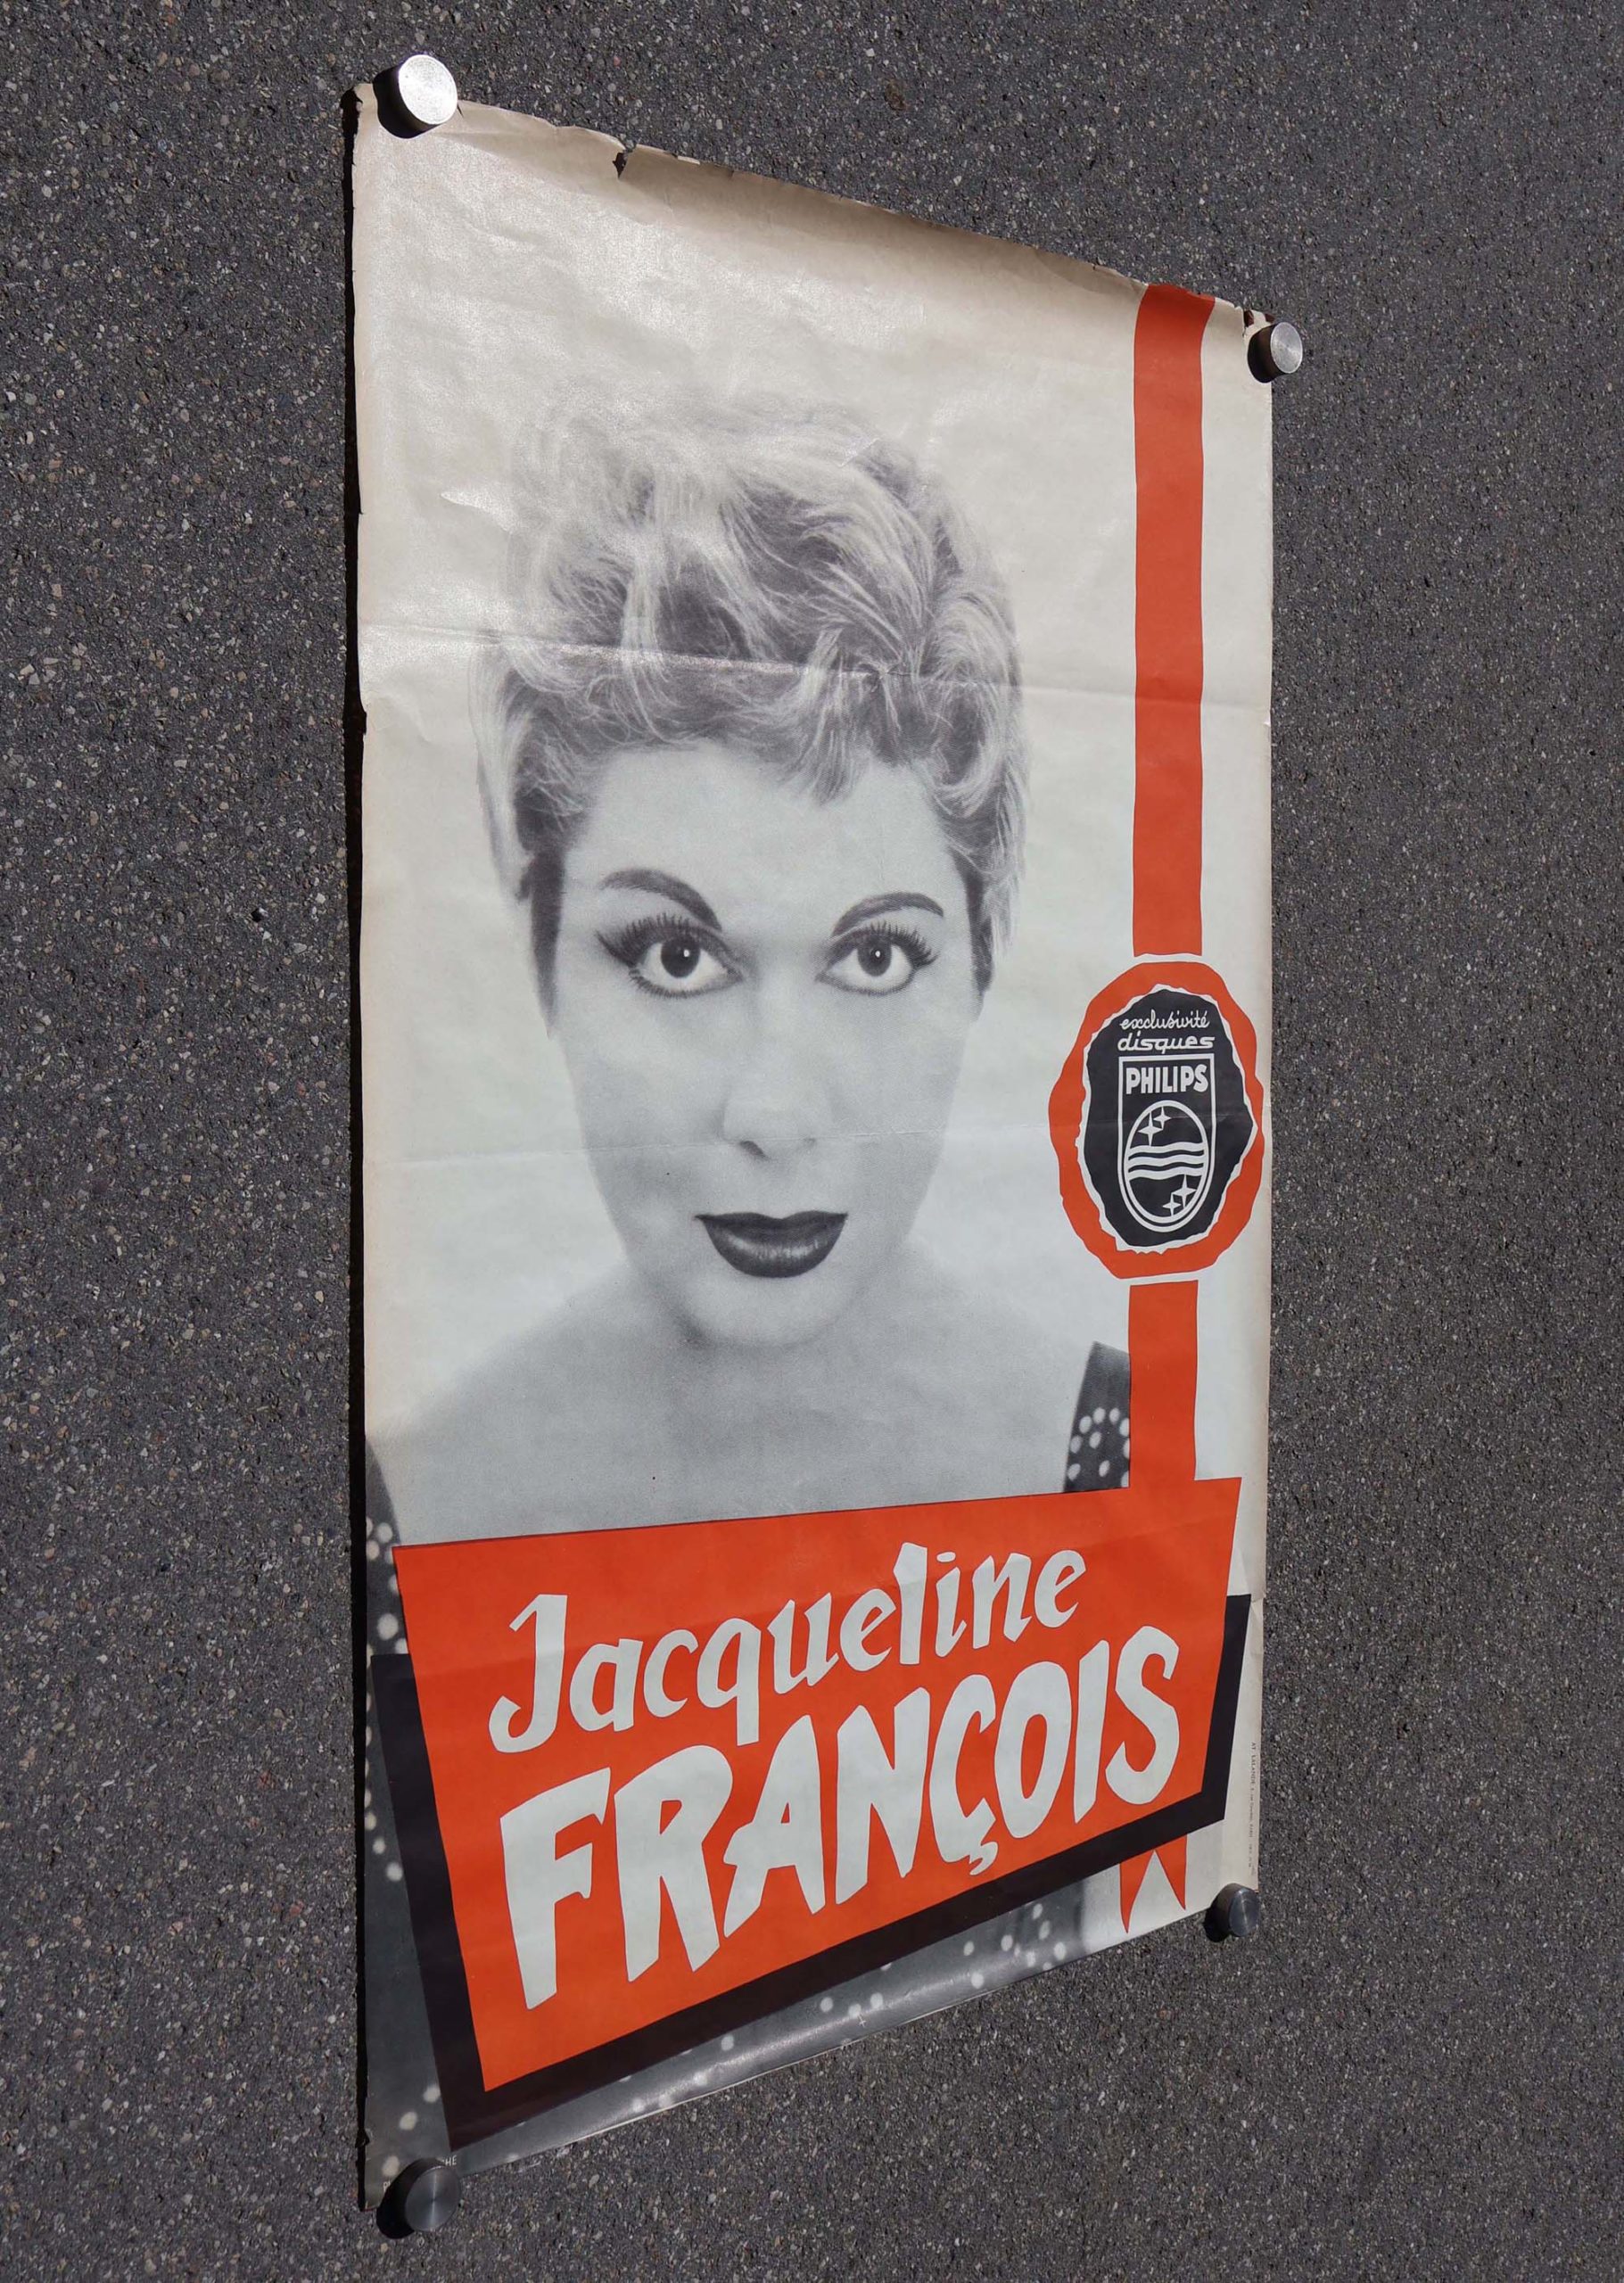 exclusivité
disques
PHILIPS
Jacqueline
FRANÇOIS